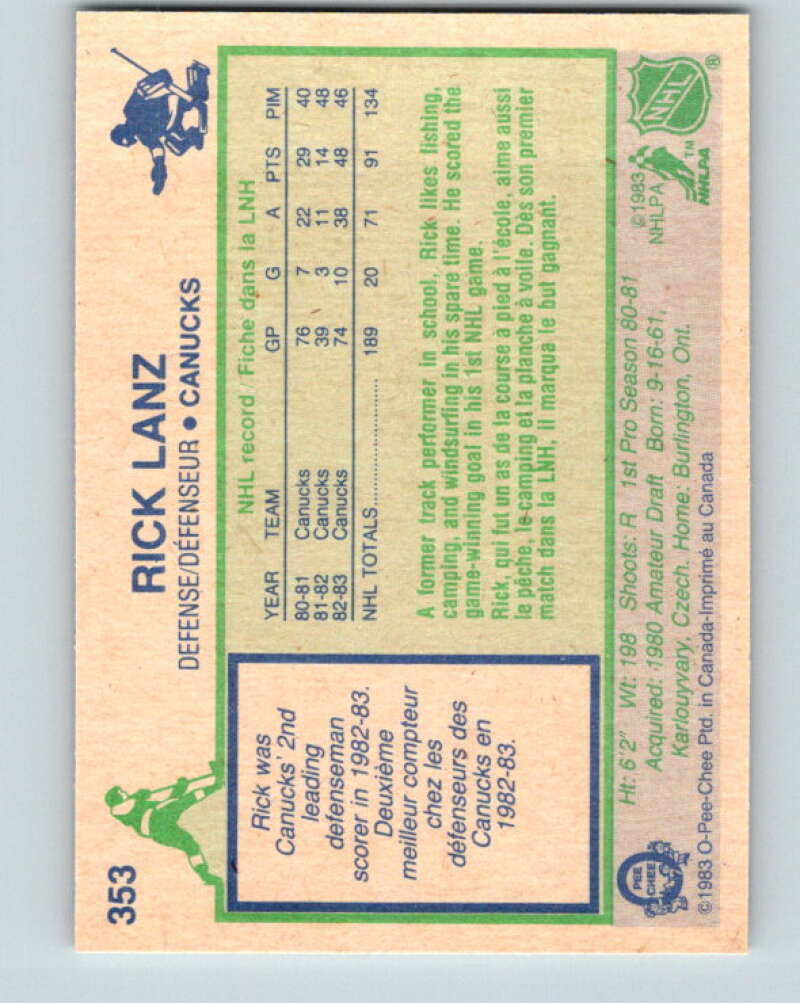 353
RICK LANZ
DEFENSE/DÉFENSEUR • CANUCKS
Rick was
Canucks' 2nd
leading
defenseman
scorer in 1982-83.
Deuxième
meilleur compteur
chez les
défenseurs des
Canucks en
1982-83.
NHL record / Fiche dans la LNH
YEAR TEAM GP G A PTS PIM
80-81 Canucks 76 7 22 29 40
81-82 Canucks 39 3 11 14 48
82-83 Canucks 74 10 38 48 46
NHL TOTALS 189 20 71 91 134
A former track performer in school, Rick likes fishing,
camping, and windsurfing in his spare time. He scored the
game-winning goal in his 1st NHL game.
Rick, qui fut un as de la course à pied à l'école, aime aussi
le pêche, le camping et la planche à voile. Dès son premier
match dans la LNH, il marqua le but gagnant.
Ht: 6'2" Wt: 198 Shoots: R 1st Pro Season 80-81
Acquired: 1980 Amateur Draft Born: 9-16-61,
Karlouyvary, Czech. Home: Burlington, Ont.
©1983 O-Pee-Chee Ptd. in Canada-Imprimé au Canada
O
PEE
CHEE
©1983
NHLPA
NHLPA
TM
NHL
®